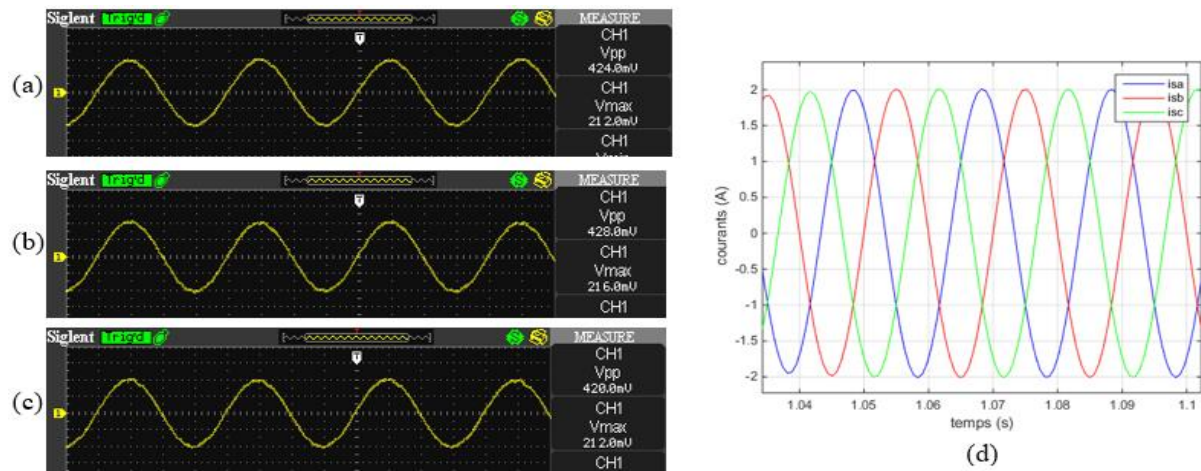 (a)
Siglent Trig'd
T
MEASURE
CH1
Vpp
424.0mV
CH1
Vmax
212.0mV
CH1
1
(b)
Siglent Trig'd
T
MEASURE
CH1
Vpp
428.0mV
CH1
Vmax
216.0mV
CH1
1
(c)
Siglent Trig'd
T
MEASURE
CH1
Vpp
420.0mV
CH1
Vmax
212.0mV
CH1
1
isa
isb
isc
2
1
0.5
0
-0.5
-1
-1.5
-2
courants (A)
1.04 1.05 1.06 1.07 1.08 1.09 1.1
temps (s)
(d)